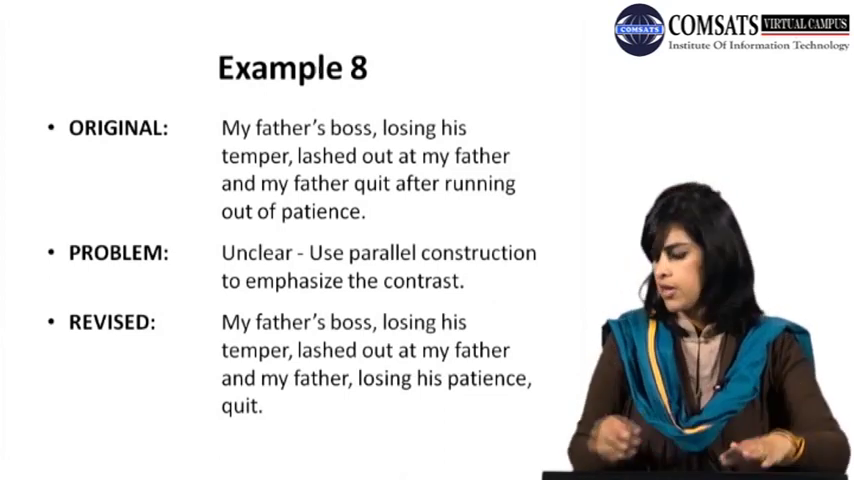 COMSATS VIRTUAL CAMPUS
COMSATS
Institute Of Information Technology
Example 8
• ORIGINAL: My father's boss, losing his
temper, lashed out at my father
and my father quit after running
out of patience.
• PROBLEM: Unclear - Use parallel construction
to emphasize the contrast.
• REVISED: My father's boss, losing his
temper, lashed out at my father
and my father, losing his patience,
quit.